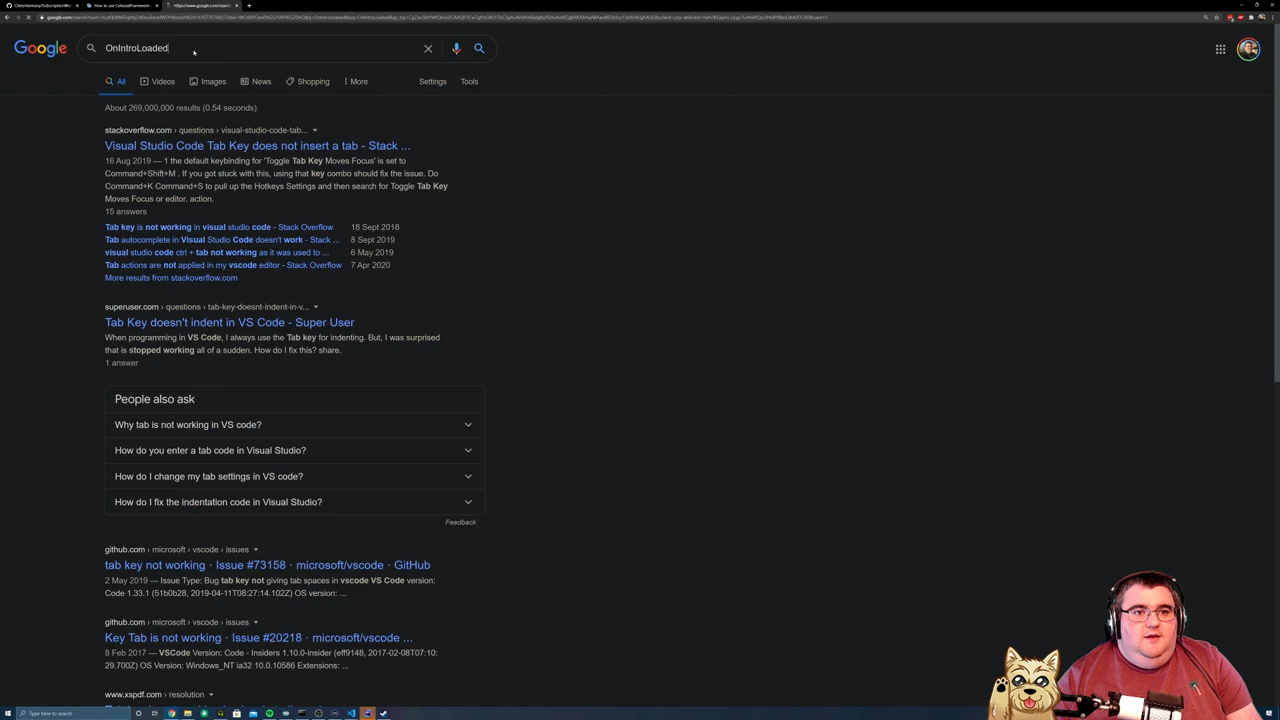 CitiesHarmony/SubscriptionWar
How to use ColossalFramework
https://www.google.com/search
Google
OnIntroLoaded
All
Videos
Images
News
Shopping
More
Settings
Tools
About 269,000,000 results (0.54 seconds)
stackoverflow.com › questions › visual-studio-code-tab...
Visual Studio Code Tab Key does not insert a tab - Stack ...
16 Aug 2019 — 1 the default keybinding for 'Toggle Tab Key Moves Focus' is set to
Command+Shift+M . If you got stuck with this, using that key combo should fix the issue. Do
Command+K Command+S to pull up the Hotkeys Settings and then search for Toggle Tab Key
Moves Focus or editor. action.
15 answers
Tab key is not working in visual studio code - Stack Overflow 18 Sept 2018
Tab autocomplete in Visual Studio Code doesn't work - Stack ... 8 Sept 2019
visual studio code ctrl + tab not working as it was used to ... 6 May 2019
Tab actions are not applied in my vscode editor - Stack Overflow 7 Apr 2020
More results from stackoverflow.com
superuser.com › questions › tab-key-doesnt-indent-in-v...
Tab Key doesn't indent in VS Code - Super User
When programming in VS Code, I always use the Tab key for indenting. But, I was surprised
that is stopped working all of a sudden. How do I fix this? share.
1 answer
People also ask
Why tab is not working in VS code?
How do you enter a tab code in Visual Studio?
How do I change my tab settings in VS code?
How do I fix the indentation code in Visual Studio?
Feedback
github.com › microsoft › vscode › issues
tab key not working · Issue #73158 · microsoft/vscode · GitHub
2 May 2019 — Issue Type: Bug tab key not giving tab spaces in vscode VS Code version:
Code 1.33.1 (51b0b28, 2019-04-11T08:27:14.102Z) OS version: ...
github.com › microsoft › vscode › issues
Key Tab is not working · Issue #20218 · microsoft/vscode ...
8 Feb 2017 — VSCode Version: Code - Insiders 1.10.0-insider (eff9148, 2017-02-08T07:10:
29.700Z) OS Version: Windows_NT ia32 10.0.10586 Extensions: ...
www.xspdf.com › resolution
Type here to search